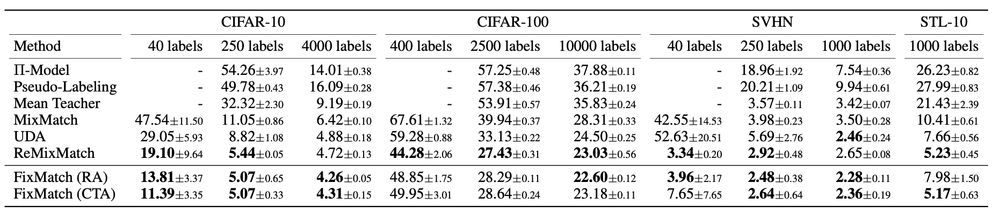 CIFAR-10 CIFAR-100 SVHN STL-10
Method 40 labels 250 labels 4000 labels 400 labels 2500 labels 10000 labels 40 labels 250 labels 1000 labels 1000 labels
Π-Model - 54.26±3.97 14.01±0.38 - 57.25±0.48 37.88±0.11 - 18.96±1.92 7.54±0.36 26.23±0.82
Pseudo-Labeling - 49.78±0.43 16.09±0.28 - 57.38±0.46 36.21±0.19 - 20.21±1.09 9.94±0.61 27.99±0.83
Mean Teacher - 32.32±2.30 9.19±0.19 - 53.91±0.57 35.83±0.24 - 3.57±0.11 3.42±0.07 21.43±2.39
MixMatch 47.54±11.50 11.05±0.86 6.42±0.10 67.61±1.32 39.94±0.37 28.31±0.33 42.55±14.53 3.98±0.23 3.50±0.28 10.41±0.61
UDA 29.05±5.93 8.82±1.08 4.88±0.18 59.28±0.88 33.13±0.22 24.50±0.25 52.63±20.51 5.69±2.76 2.46±0.24 7.66±0.56
ReMixMatch 19.10±9.64 5.44±0.05 4.72±0.13 44.28±2.06 27.43±0.31 23.03±0.56 3.34±0.20 2.92±0.48 2.65±0.08 5.23±0.45
FixMatch (RA) 13.81±3.37 5.07±0.65 4.26±0.05 48.85±1.75 28.29±0.11 22.60±0.12 3.96±2.17 2.48±0.38 2.28±0.11 7.98±1.50
FixMatch (CTA) 11.39±3.35 5.07±0.33 4.31±0.15 49.95±3.01 28.64±0.24 23.18±0.11 7.65±7.65 2.64±0.64 2.36±0.19 5.17±0.63